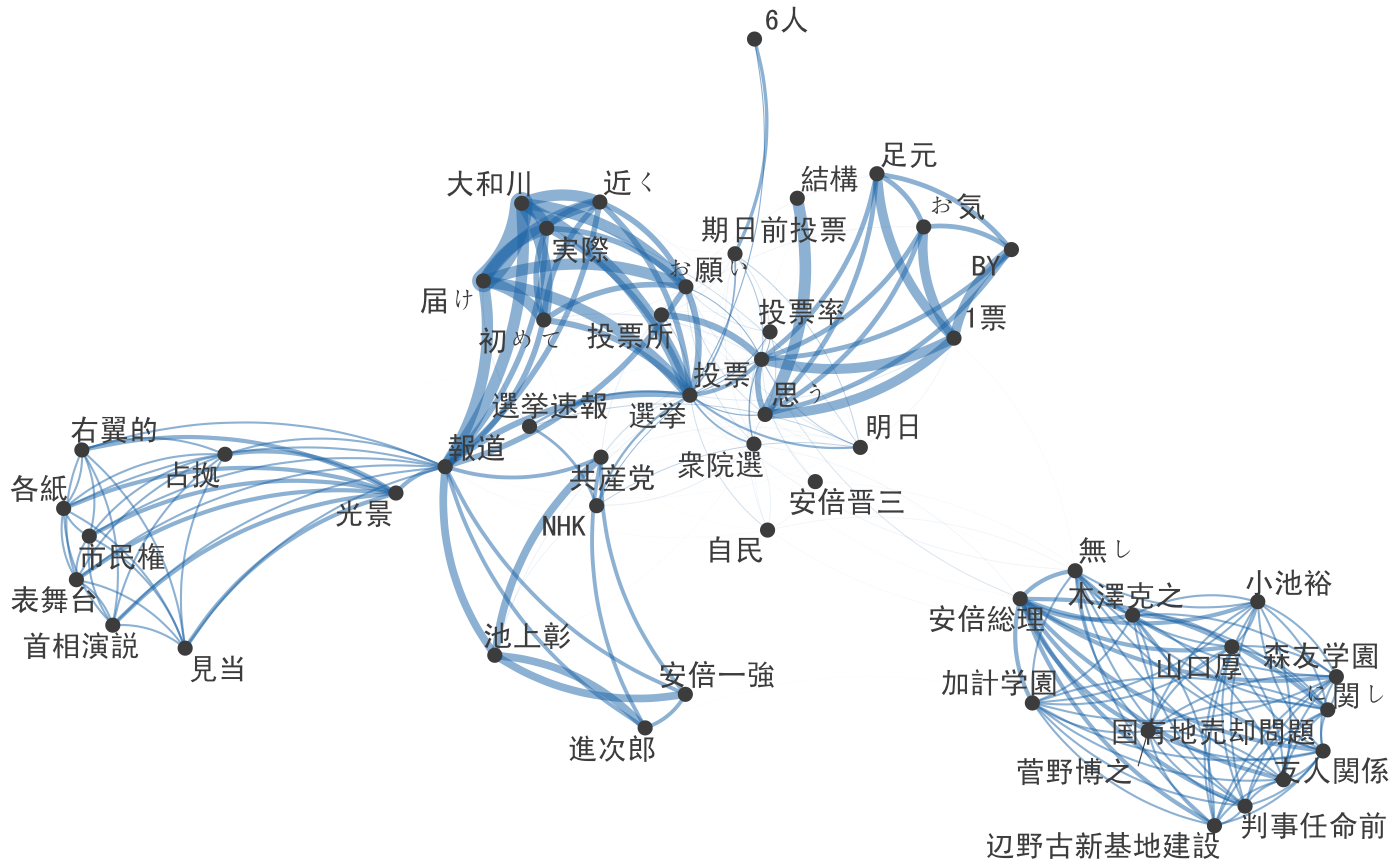 6人
足元
大和川
近く
結構
お気
期日前投票
実際
お願い
BY
届け
投票率
1票
初めて
投票所
投票
思う
選挙速報
選挙
明日
右翼的
報道
衆院選
占拠
共産党
各紙
安倍晋三
光景
NHK
自民
市民権
無し
表舞台
小池裕
木澤克之
安倍総理
首相演説
池上彰
見当
山口厚
森友学園
安倍一強
加計学園
に関し
国有地売却問題
進次郎
菅野博之
友人関係
判事任命前
辺野古新基地建設